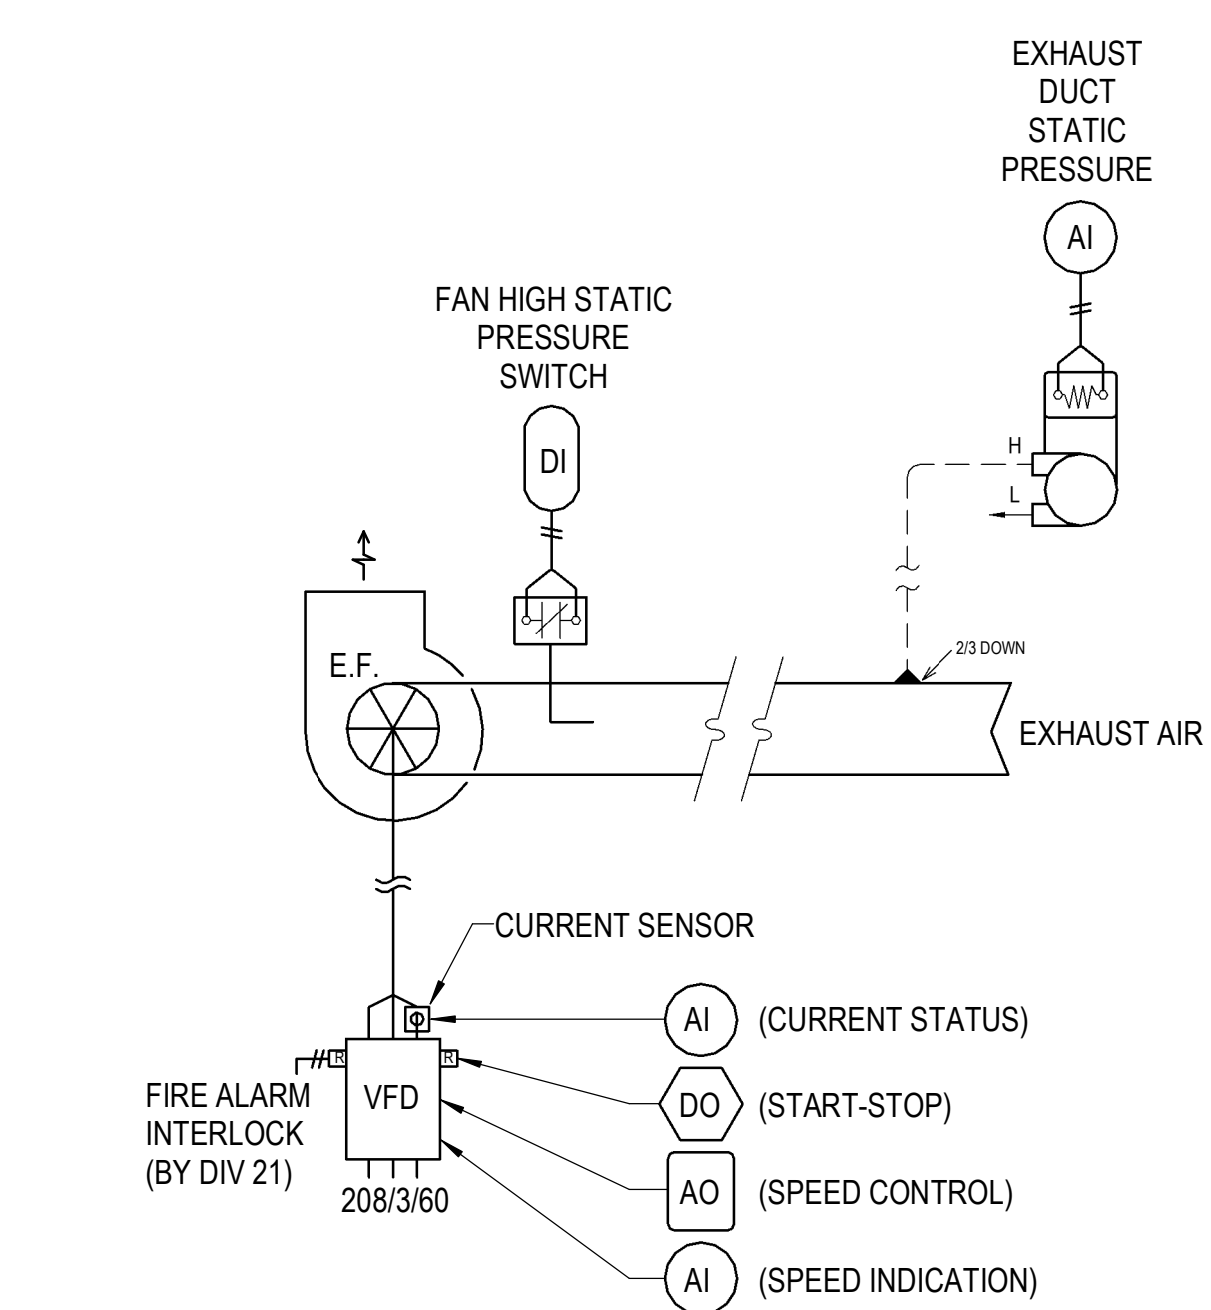 EXHAUST
DUCT
STATIC
PRESSURE
AI
FAN HIGH STATIC
PRESSURE
SWITCH
DI
H
L
2/3 DOWN
E.F.
EXHAUST AIR
CURRENT SENSOR
AI (CURRENT STATUS)
R
R
VFD
FIRE ALARM
INTERLOCK
(BY DIV 21)
DO (START-STOP)
208/3/60
AO (SPEED CONTROL)
AI (SPEED INDICATION)